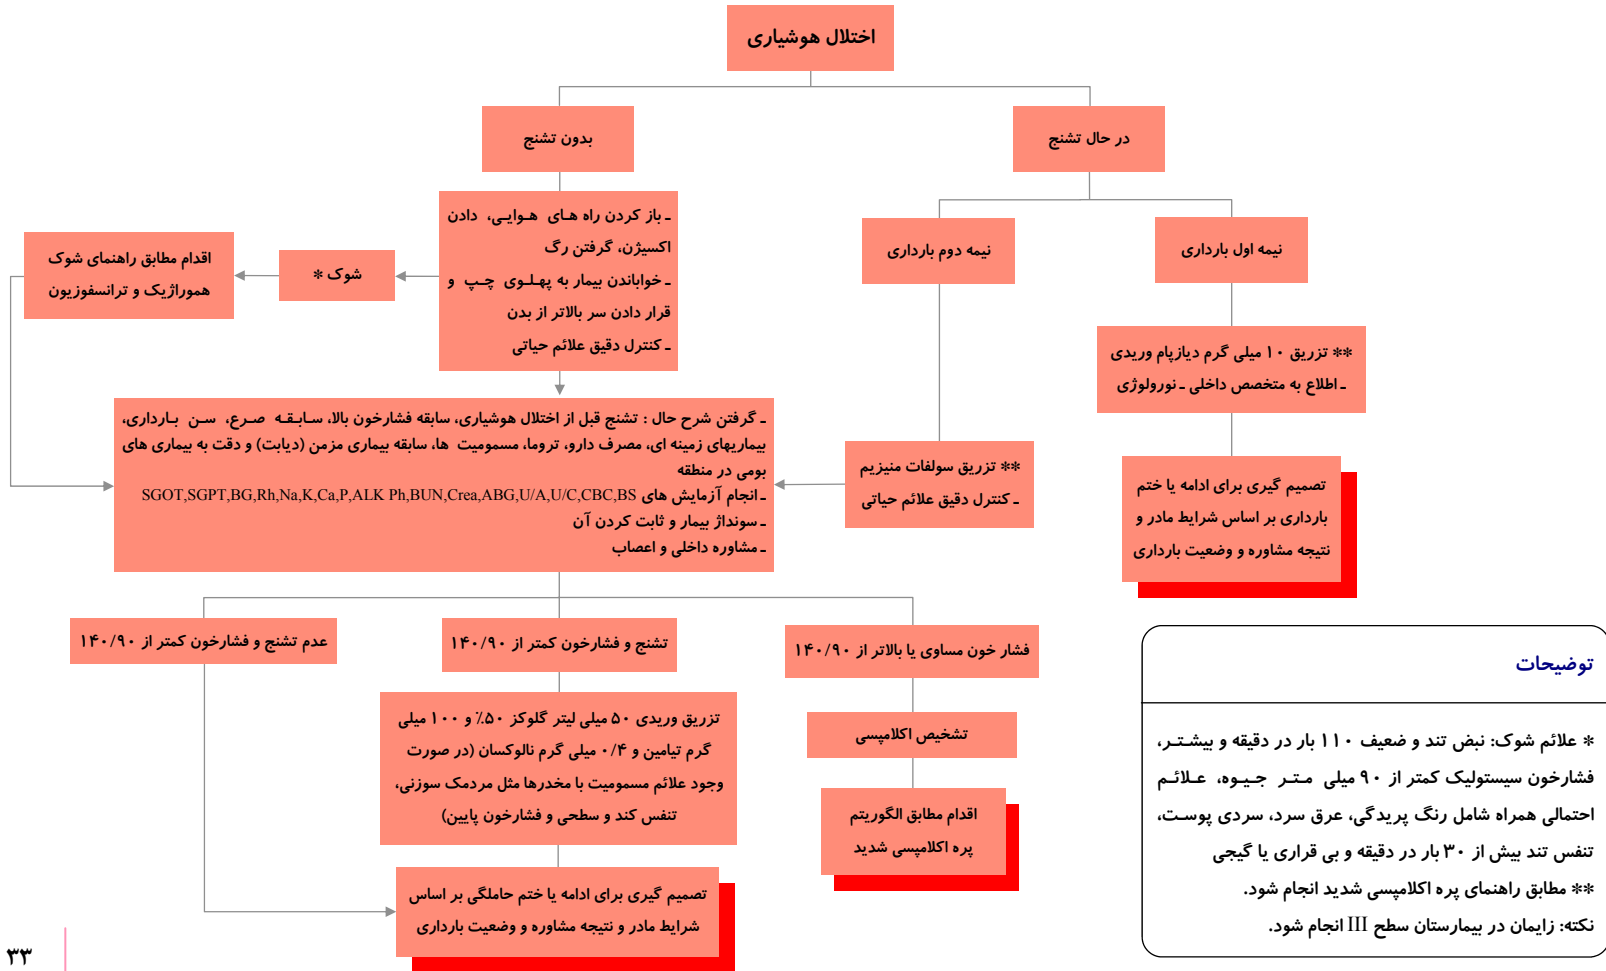 اختلال هوشیاری
در حال تشنج
بدون تشنج
نیمه اول بارداری
نیمه دوم بارداری
ـ باز کردن راه های هوایی، دادن
اکسیژن، گرفتن رگ
ـ خواباندن بیمار به پهلوی چپ و
قرار دادن سر بالاتر از بدن
ـ کنترل دقیق علائم حیاتی
شوک *
اقدام مطابق راهنمای شوک
هموراژیک و ترانسفوزیون
** تزریق ۱۰ میلی گرم دیازپام وریدی
ـ اطلاع به متخصص داخلی ـ نورولوژی
** تزریق سولفات منیزیم
ـ کنترل دقیق علائم حیاتی
تصمیم گیری برای ادامه یا ختم
بارداری بر اساس شرایط مادر و
نتیجه مشاوره و وضعیت بارداری
ـ گرفتن شرح حال : تشنج قبل از اختلال هوشیاری، سابقه فشارخون بالا، سابقه صرع، سن بارداری،
بیماریهای زمینه ای، مصرف دارو، تروما، مسمومیت ها، سابقه بیماری مزمن (دیابت) و دقت به بیماری های
بومی در منطقه
ـ انجام آزمایش های SGOT,SGPT,BG,Rh,Na,K,Ca,P,ALK Ph,BUN,Crea,ABG,U/A,U/C,CBC,BS
ـ سونداژ بیمار و ثابت کردن آن
ـ مشاوره داخلی و اعصاب
فشار خون مساوی یا بالاتر از ۱۴۰/۹۰
تشنج و فشارخون کمتر از ۱۴۰/۹۰
عدم تشنج و فشارخون کمتر از ۱۴۰/۹۰
تشخیص اکلامپسی
اقدام مطابق الگوریتم
پره اکلامپسی شدید
تزریق وریدی ۵۰ میلی لیتر گلوکز ۵۰٪ و ۱۰۰ میلی
گرم تیامین و ۰/۴ میلی گرم نالوکسان (در صورت
وجود علائم مسمومیت با مخدرها مثل مردمک سوزنی،
تنفس کند و سطحی و فشارخون پایین)
تصمیم گیری برای ادامه یا ختم حاملگی بر اساس
شرایط مادر و نتیجه مشاوره و وضعیت بارداری
توضیحات
* علائم شوک: نبض تند و ضعیف ۱۱۰ بار در دقیقه و بیشتر،
فشارخون سیستولیک کمتر از ۹۰ میلی متر جیوه، علائم
احتمالی همراه شامل رنگ پریدگی، عرق سرد، سردی پوست،
تنفس تند بیش از ۳۰ بار در دقیقه و بی قراری یا گیجی
** مطابق راهنمای پره اکلامپسی شدید انجام شود.
نکته: زایمان در بیمارستان سطح III انجام شود.
۳۳